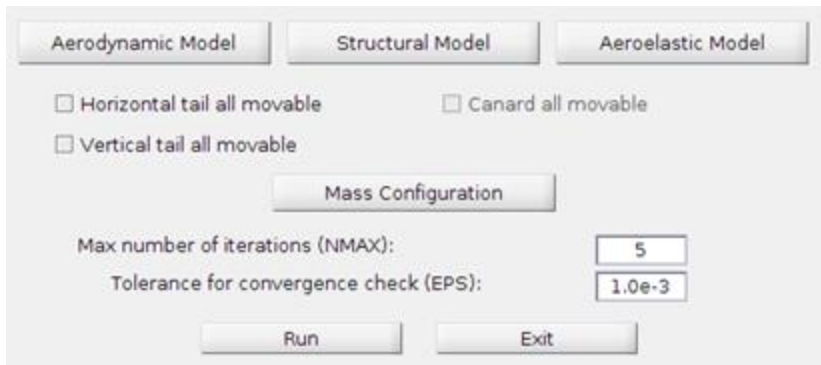 Aerodynamic Model Structural Model Aeroelastic Model
Horizontal tail all movable Canard all movable
Vertical tail all movable
Mass Configuration
Max number of iterations (NMAX): 5
Tolerance for convergence check (EPS): 1.0e-3
Run Exit